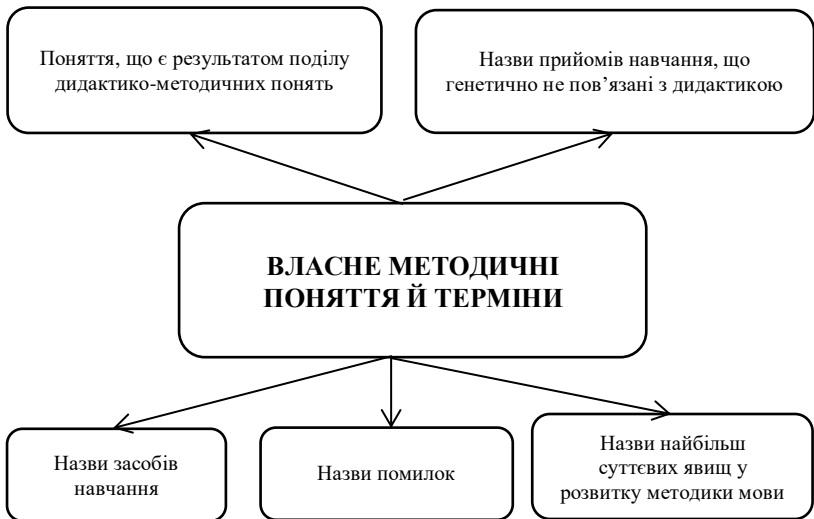 Поняття, що є результатом поділу
дидактико-методичних понять
Назви прийомів навчання, що
генетично не пов’язані з дидактикою
ВЛАСНЕ МЕТОДИЧНІ
ПОНЯТТЯ Й ТЕРМІНИ
Назви засобів
навчання
Назви помилок
Назви найбільш
суттєвих явищ у
розвитку методики мови